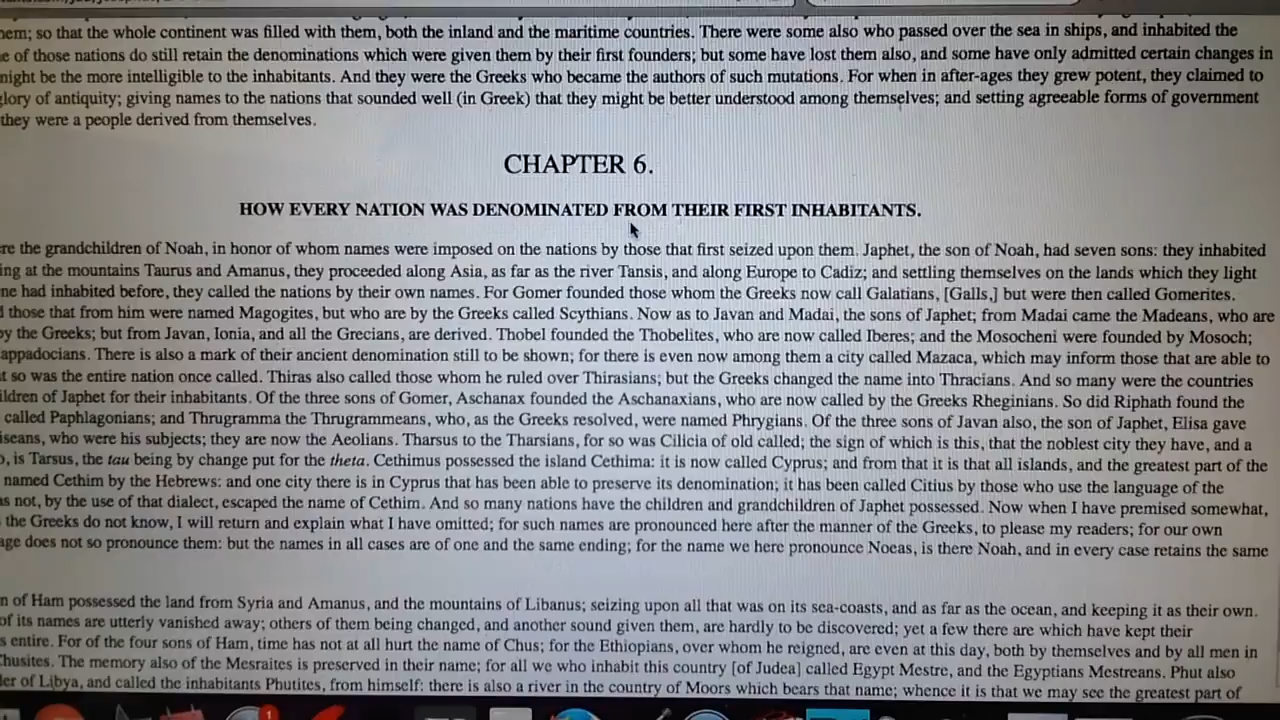 hem; so that the whole continent was filled with them, both the inland and the maritime countries. There were some also who passed over the sea in ships, and inhabited the
of those nations do still retain the denominations which were given them by their first founders; but some have lost them also, and some have only admitted certain changes in
might be the more intelligible to the inhabitants. And they were the Greeks who became the authors of such mutations. For when in after-ages they grew potent, they claimed to
glory of antiquity; giving names to the nations that sounded well (in Greek) that they might be better understood among themselves; and setting agreeable forms of government
they were a people derived from themselves.
CHAPTER 6.
HOW EVERY NATION WAS DENOMINATED FROM THEIR FIRST INHABITANTS.
re the grandchildren of Noah, in honor of whom names were imposed on the nations by those that first seized upon them. Japhet, the son of Noah, had seven sons: they inhabited
ing at the mountains Taurus and Amanus, they proceeded along Asia, as far as the river Tansis, and along Europe to Cadiz; and settling themselves on the lands which they light
ne had inhabited before, they called the nations by their own names. For Gomer founded those whom the Greeks now call Galatians, [Galls,] but were then called Gomerites.
those that from him were named Magogites, but who are by the Greeks called Scythians. Now as to Javan and Madai, the sons of Japhet; from Madai came the Madeans, who are
by the Greeks; but from Javan, Ionia, and all the Grecians, are derived. Thobel founded the Thobelites, who are now called Iberes; and the Mosocheni were founded by Mosoch;
appadocians. There is also a mark of their ancient denomination still to be shown; for there is even now among them a city called Mazaca, which may inform those that are able to
t so was the entire nation once called. Thiras also called those whom he ruled over Thirasians; but the Greeks changed the name into Thracians. And so many were the countries
ildren of Japhet for their inhabitants. Of the three sons of Gomer, Aschanax founded the Aschanaxians, who are now called by the Greeks Rheginians. So did Riphath found the
called Paphlagonians; and Thrugramma the Thrugrammeans, who, as the Greeks resolved, were named Phrygians. Of the three sons of Javan also, the son of Japhet, Elisa gave
iseans, who were his subjects; they are now the Aeolians. Tharsus to the Tharsians, for so was Cilicia of old called; the sign of which is this, that the noblest city they have, and a
o, is Tarsus, the tau being by change put for the theta. Cethimus possessed the island Cethima: it is now called Cyprus; and from that it is that all islands, and the greatest part of the
named Cethim by the Hebrews: and one city there is in Cyprus that has been able to preserve its denomination; it has been called Citius by those who use the language of the
as not, by the use of that dialect, escaped the name of Cethim. And so many nations have the children and grandchildren of Japhet possessed. Now when I have premised somewhat,
the Greeks do not know, I will return and explain what I have omitted; for such names are pronounced here after the manner of the Greeks, to please my readers; for our own
age does not so pronounce them: but the names in all cases are of one and the same ending; for the name we here pronounce Noeas, is there Noah, and in every case retains the same
n of Ham possessed the land from Syria and Amanus, and the mountains of Libanus; seizing upon all that was on its sea-coasts, and as far as the ocean, and keeping it as their own.
of its names are utterly vanished away; others of them being changed, and another sound given them, are hardly to be discovered; yet a few there are which have kept their
s entire. For of the four sons of Ham, time has not at all hurt the name of Chus; for the Ethiopians, over whom he reigned, are even at this day, both by themselves and by all men in
Chusites. The memory also of the Mesraites is preserved in their name; for all we who inhabit this country [of Judea] called Egypt Mestre, and the Egyptians Mestreans. Phut also
er of Libya, and called the inhabitants Phutites, from himself: there is also a river in the country of Moors which bears that name; whence it is that we may see the greatest part of
1